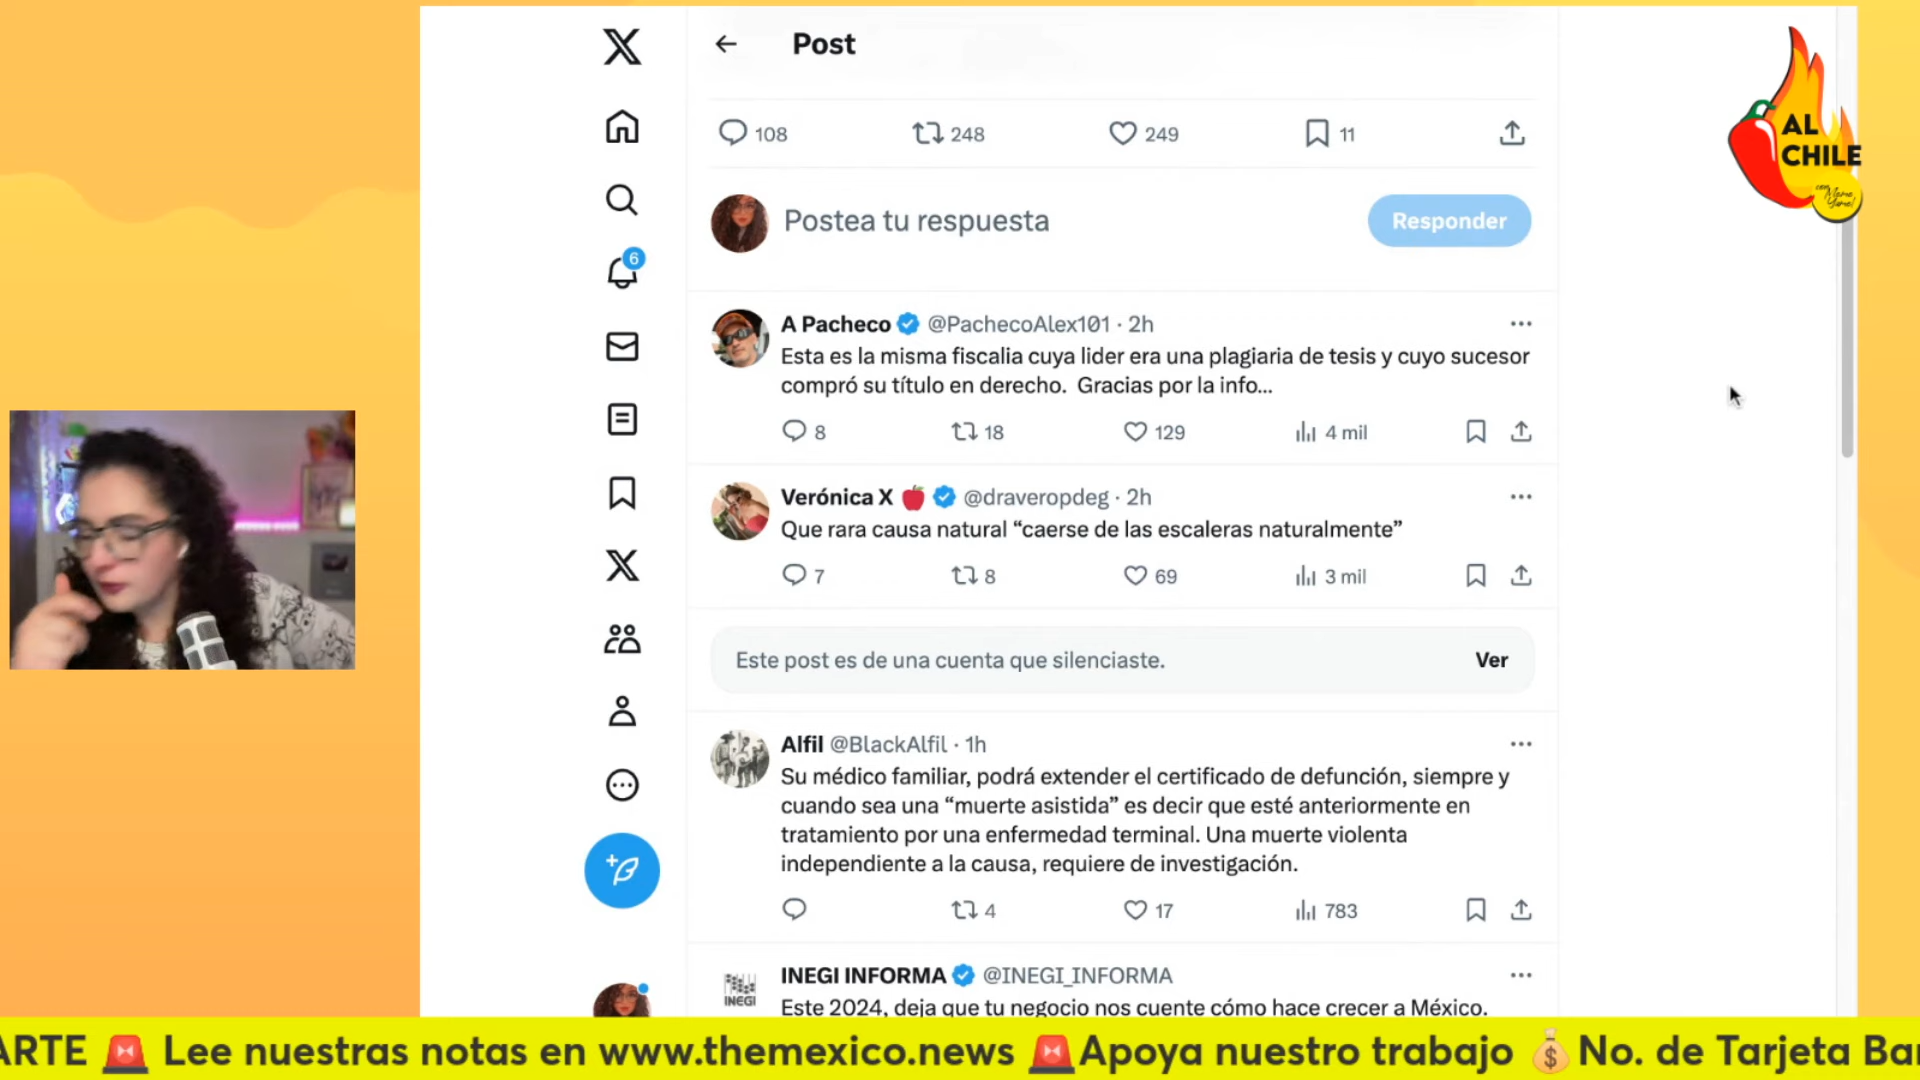 Post
108
248
249
11
AL
CHILE
Postea tu respuesta
Responder
6
A Pacheco @PachecoAlex101 · 2h
Esta es la misma fiscalia cuya lider era una plagiaria de tesis y cuyo sucesor
compró su título en derecho. Gracias por la info...
8
18
129
4 mil
Verónica X @draveropdeg · 2h
Que rara causa natural “caerse de las escaleras naturalmente”
7
8
69
3 mil
Este post es de una cuenta que silenciaste.
Ver
Alfil @BlackAlfil · 1h
Su médico familiar, podrá extender el certificado de defunción, siempre y
cuando sea una “muerte asistida” es decir que esté anteriormente en
tratamiento por una enfermedad terminal. Una muerte violenta
independiente a la causa, requiere de investigación.
4
17
783
INEGI INFORMA @INEGI_INFORMA
INEGI
Este 2024, deja que tu negocio nos cuente cómo hace crecer a México.
ARTE 🚨 Lee nuestras notas en www.themexico.news 🚨Apoya nuestro trabajo 💰No. de Tarjeta Ba